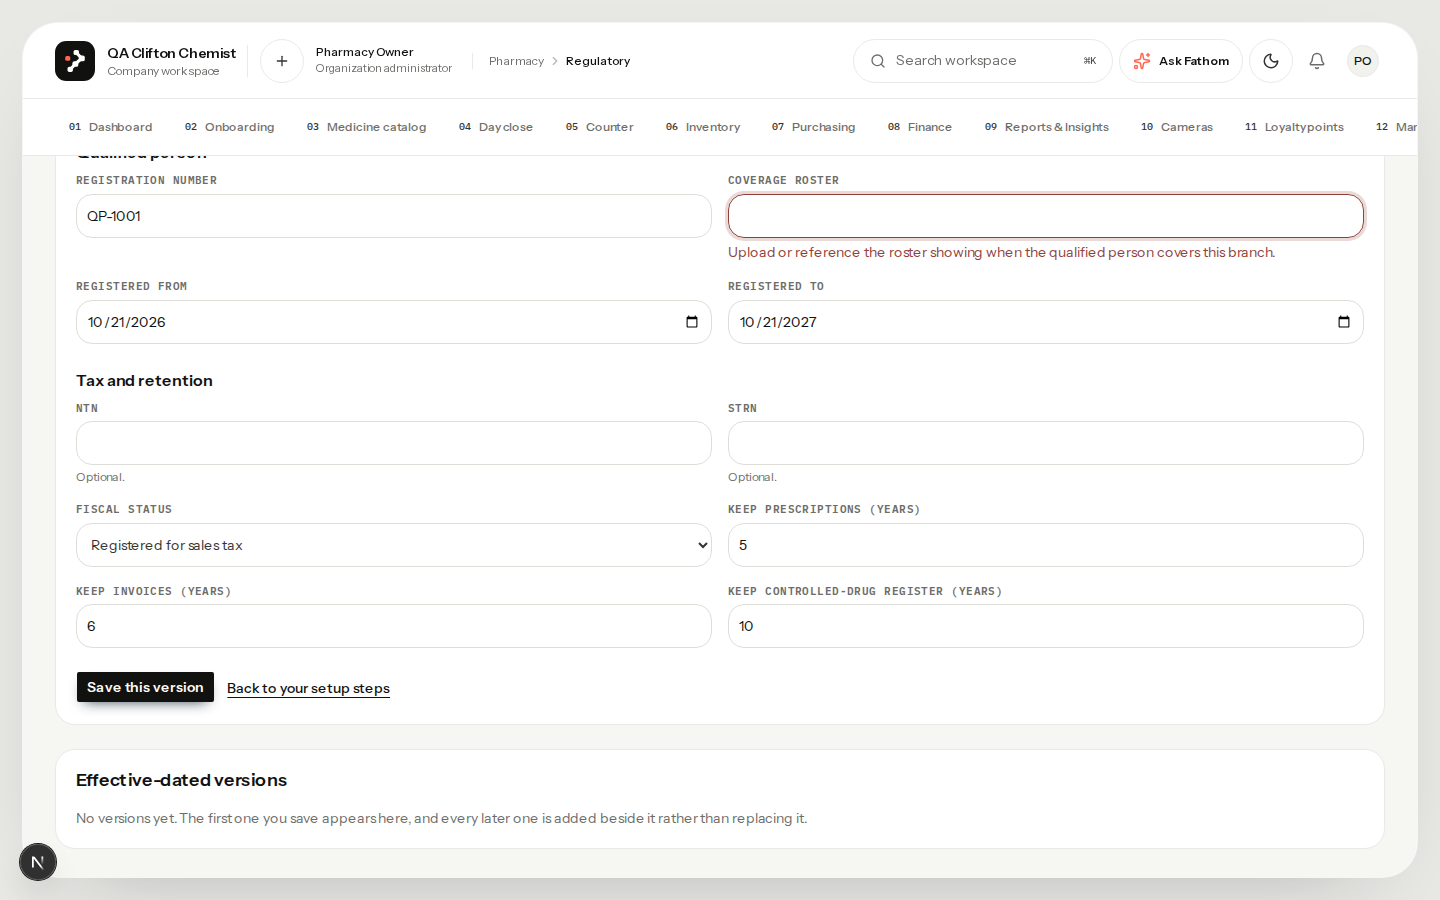 QA Clifton Chemist
Company workspace
Pharmacy Owner
Organization administrator
Pharmacy
Regulatory
Search workspace
⌘K
Ask Fathom
PO
01 Dashboard
02 Onboarding
03 Medicine catalog
04 Day close
05 Counter
06 Inventory
07 Purchasing
08 Finance
09 Reports & Insights
10 Cameras
11 Loyalty points
12 Mar
Qualified person
REGISTRATION NUMBER
QP-1001
COVERAGE ROSTER
Upload or reference the roster showing when the qualified person covers this branch.
REGISTERED FROM
10/21/2026
REGISTERED TO
10/21/2027
Tax and retention
NTN
Optional.
STRN
Optional.
FISCAL STATUS
Registered for sales tax
KEEP PRESCRIPTIONS (YEARS)
5
KEEP INVOICES (YEARS)
6
KEEP CONTROLLED-DRUG REGISTER (YEARS)
10
Save this version
Back to your setup steps
Effective-dated versions
No versions yet. The first one you save appears here, and every later one is added beside it rather than replacing it.
N